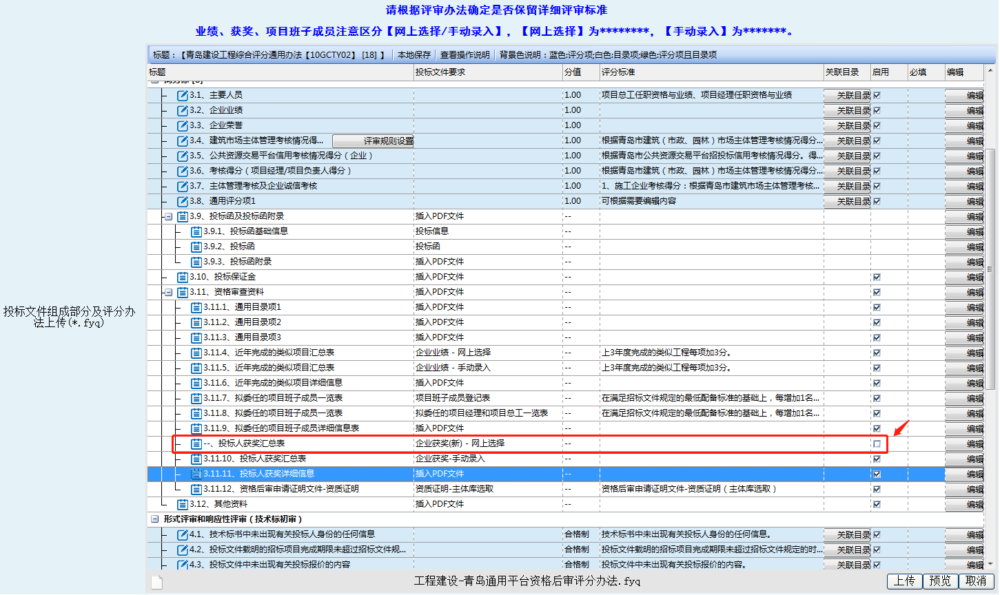 请根据评审办法确定是否保留详细评审标准
业绩、获奖、项目班子成员注意区分【网上选择/手动录入】，【网上选择】为********，【手动录入】为*******。
标题：【青岛建设工程综合评分通用办法【10GCTY02】 [18] 】 本地保存 查看操作说明 背景色说明：蓝色:评分项;白色:目录项;绿色:评分项且目录项
标题 投标文件要求 分值 评分标准 关联目录 启用 必填 编辑
3.1、主要人员 1.00 项目总工任职资格与业绩、项目经理任职资格与业绩 关联目录 编辑
3.2、企业业绩 1.00 关联目录 编辑
3.3、企业荣誉 1.00 关联目录 编辑
3.4、建筑市场主体管理考核情况得... 评审规则设置 1.00 根据青岛市建筑（市政、园林）市场主体管理考核情况得分... 关联目录 编辑
3.5、公共资源交易平台信用考核情况得分（企业） 1.00 根据青岛市公共资源交易平台招投标信用考核情况得分。得... 关联目录 编辑
3.6、考核得分（项目经理/项目负责人得分） 1.00 根据青岛市建筑（市政、园林）市场主体管理考核情况得分... 关联目录 编辑
3.7、主体管理考核及企业诚信考核 1.00 1、施工企业考核得分：根据青岛市建筑市场主体管理考核... 关联目录 编辑
3.8、通用评分项1 1.00 可根据需要编辑内容 关联目录 编辑
3.9、投标函及投标函附录 插入PDF文件 -- 编辑
3.9.1、投标函基础信息 投标信息 -- 编辑
3.9.2、投标函 投标函 -- 编辑
3.9.3、投标函附录 插入PDF文件 -- 编辑
3.10、投标保证金 插入PDF文件 -- 编辑
3.11、资格审查资料 插入PDF文件 -- 编辑
3.11.1、通用目录项1 插入PDF文件 -- 编辑
投标文件组成部分及评分办
法上传(*.fyq)
3.11.2、通用目录项2 插入PDF文件 -- 编辑
3.11.3、通用目录项3 插入PDF文件 -- 编辑
3.11.4、近年完成的类似项目汇总表 企业业绩 - 网上选择 -- 上3年度完成的类似工程每项加3分。 编辑
3.11.5、近年完成的类似项目汇总表 企业业绩 - 手动录入 -- 上3年度完成的类似工程每项加3分。 编辑
3.11.6、近年完成的类似项目详细信息 插入PDF文件 -- 编辑
3.11.7、拟委任的项目班子成员一览表 项目班子成员登记表 -- 在满足招标文件规定的最低配备标准的基础上，每增加1名... 编辑
3.11.8、拟委任的项目班子成员一览表 拟委任的项目经理和项目总工一览表 -- 在满足招标文件规定的最低配备标准的基础上，每增加1名... 编辑
3.11.9、拟委任的项目班子成员详细信息表 插入PDF文件 -- 编辑
--、投标人获奖汇总表 企业获奖(新) - 网上选择 -- 编辑
3.11.10、投标人获奖汇总表 企业获奖-手动录入 -- 编辑
3.11.11、投标人获奖详细信息 插入PDF文件 -- 编辑
3.11.12、资格后审申请证明文件-资质证明 资质证明-主体库选取 -- 资格后审申请证明文件-资质证明（主体库选取） 编辑
3.12、其他资料 插入PDF文件 -- 编辑
形式评审和响应性评审（技术标初审）
4.1、技术标书中未出现有关投标人身份的任何信息 合格制 技术标书中未出现有关投标人身份的任何信息。 关联目录 编辑
4.2、投标文件载明的招标项目完成期限未超过招标文件规... 合格制 投标文件载明的招标项目完成期限未超过招标文件规定的时... 关联目录 编辑
4.3、投标文件中未出现有关投标报价的内容 合格制 投标文件中未出现有关投标报价的内容。 关联目录 编辑
工程建设-青岛通用平台资格后审评分办法.fyq 上传 预览 取消